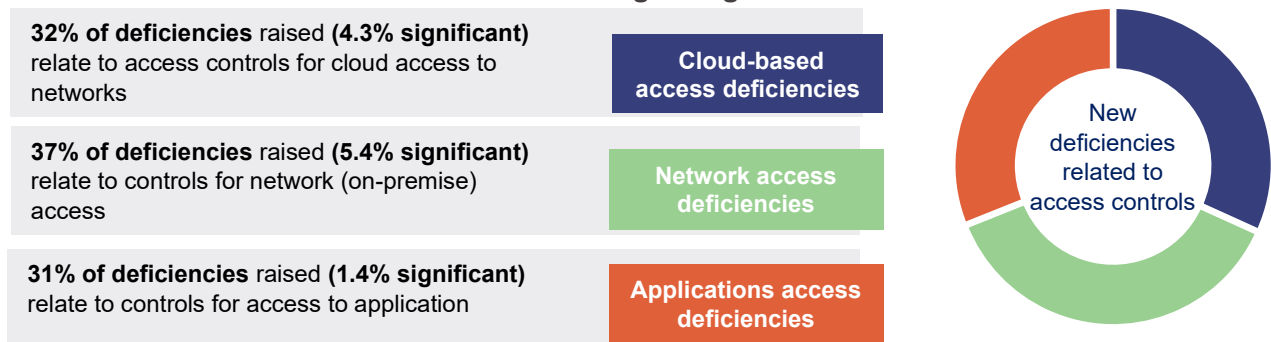 32% of deficiencies raised (4.3% significant)
relate to access controls for cloud access to
networks
Cloud-based
access deficiencies
37% of deficiencies raised (5.4% significant)
relate to controls for network (on-premise)
access
Network access
deficiencies
31% of deficiencies raised (1.4% significant)
relate to controls for access to application
Applications access
deficiencies
New
deficiencies
related to
access controls